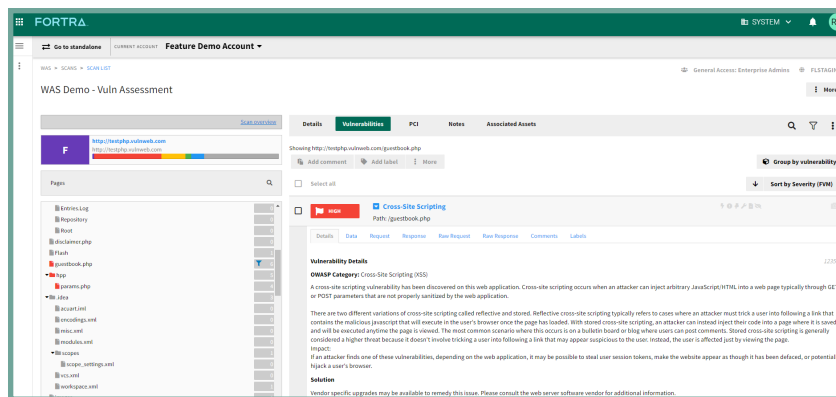 FORTRA
SYSTEM
Go to standalone
CURRENT ACCOUNT
Feature Demo Account
WAS > SCANS > SCAN LIST
General Access: Enterprise Admins
FLSTAGIN
WAS Demo - Vuln Assessment
More
Scan overview
F
http://testphp.vulnweb.com
http://testphp.vulnweb.com
Pages
Entries.Log
Repository
Root
disclaimer.php
Flash
guestbook.php
hpp
params.php
.idea
acuart.iml
encodings.xml
misc.xml
modules.xml
scopes
scope_settings.xml
vcs.xml
workspace.xml
Details Vulnerabilities PCI Notes Associated Assets
Showing http://testphp.vulnweb.com/guestbook.php
Add comment Add label More
Group by vulnerability
Select all
Sort by Severity (FVM)
HIGH
Cross-Site Scripting
Path: /guestbook.php
Details Data Request Response Raw Request Raw Response Comments Labels
Vulnerability Details
OWASP Category: Cross-Site Scripting (XSS)
A cross-site scripting vulnerability has been discovered on this web application. Cross-site scripting occurs when an attacker can inject arbitrary JavaScript/HTML into a web page typically through GE
or POST parameters that are not properly sanitized by the web application.
There are two different variations of cross-site scripting called reflective and stored. Reflective cross-site scripting typically refers to cases where an attacker must trick a user into following a link that
contains the malicious javascript that will execute in the user's browser once the page has loaded. With stored cross-site scripting, an attacker can instead inject their code into a page where it is saved
and will be executed anytime the page is viewed. The most common scenario where this occurs is on a bulletin board or blog where users can post comments. Stored cross-site scripting is generally
considered a higher threat because it doesn't involve tricking a user into following a link that may appear suspicious to the user. Instead, the user is affected just by viewing the page.
Impact:
If an attacker finds one of these vulnerabilities, depending on the web application, it may be possible to steal user session tokens, make the website appear as though it has been defaced, or potential
hijack a user's browser.
Solution
Vendor specific upgrades may be available to remedy this issue. Please consult the web server software vendor for additional information.